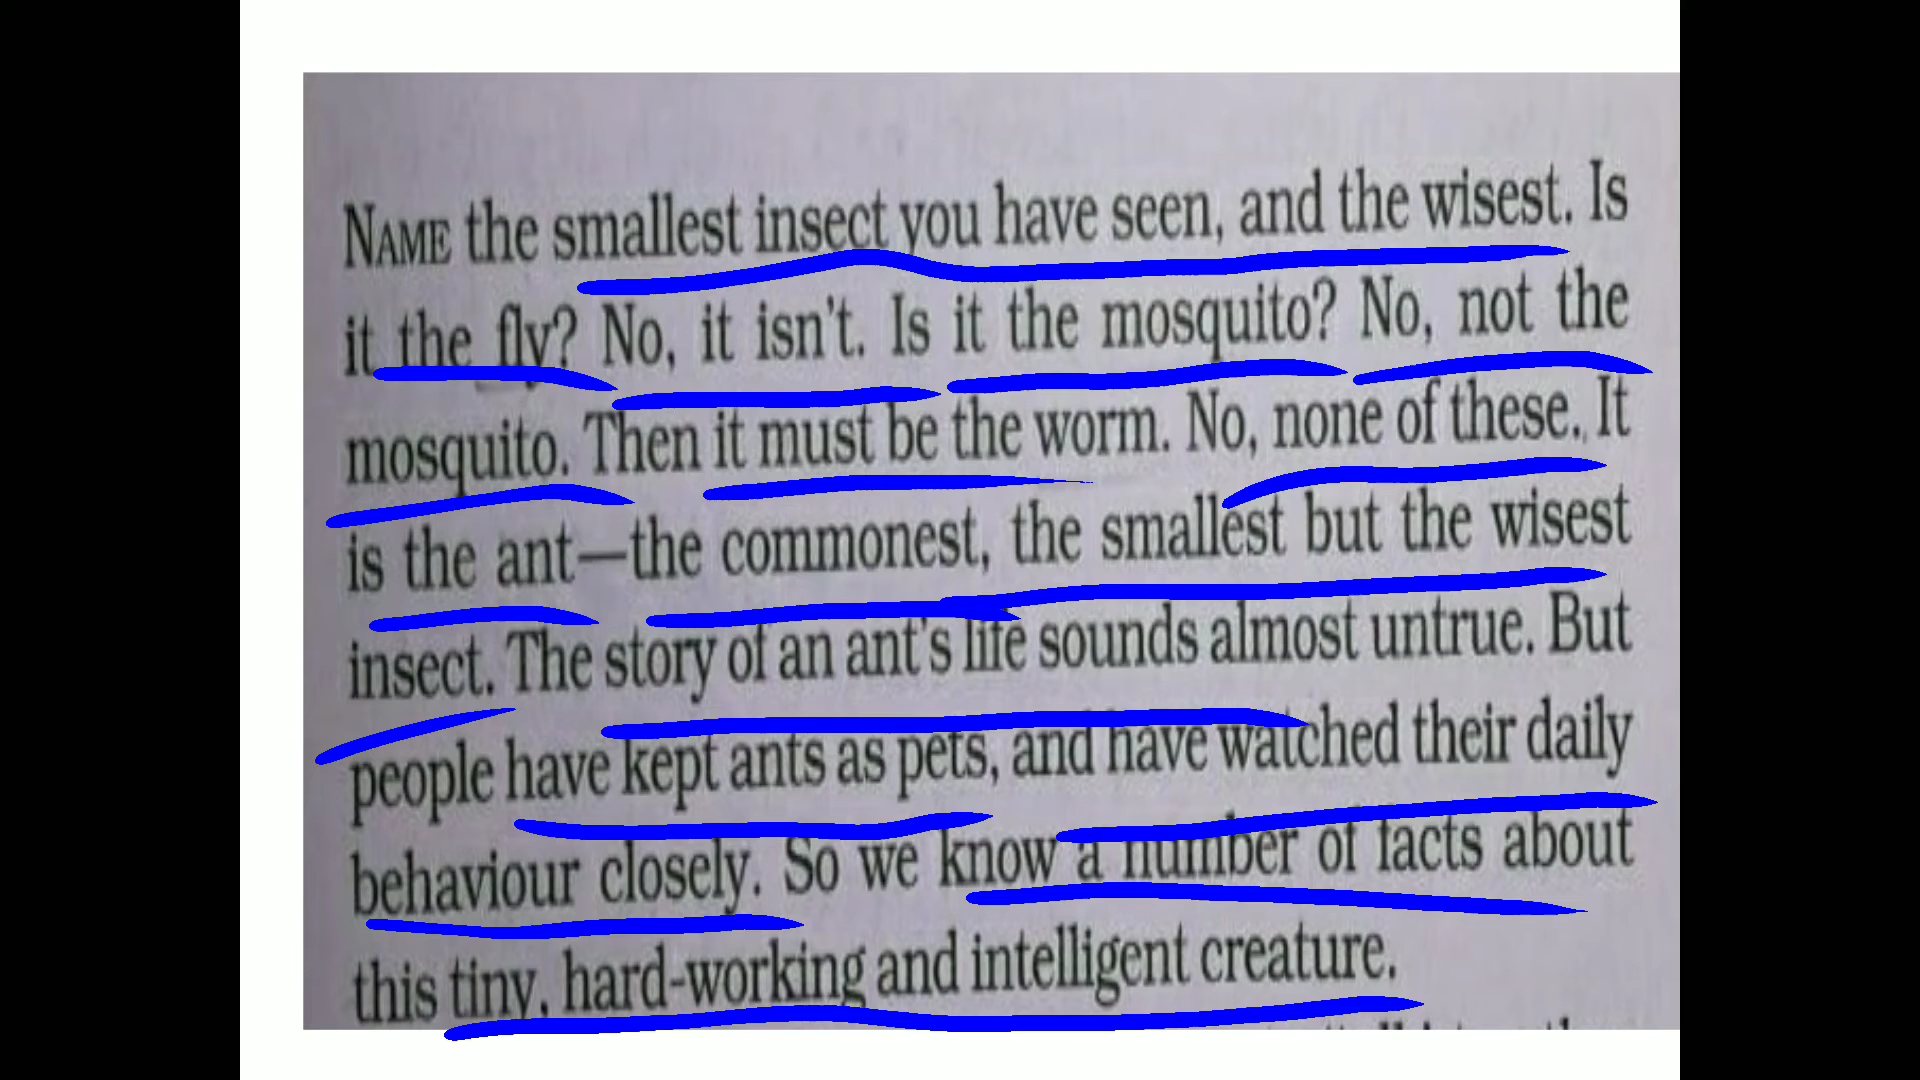 NAME the smallest insect you have seen, and the wisest. Is
it the fly? No, it isn't. Is it the mosquito? No, not the
mosquito. Then it must be the worm. No, none of these. It
is the ant—the commonest, the smallest but the wisest
insect. The story of an ant's life sounds almost untrue. But
people have kept ants as pets, and have watched their daily
behaviour closely. So we know a number of facts about
this tiny, hard-working and intelligent creature.